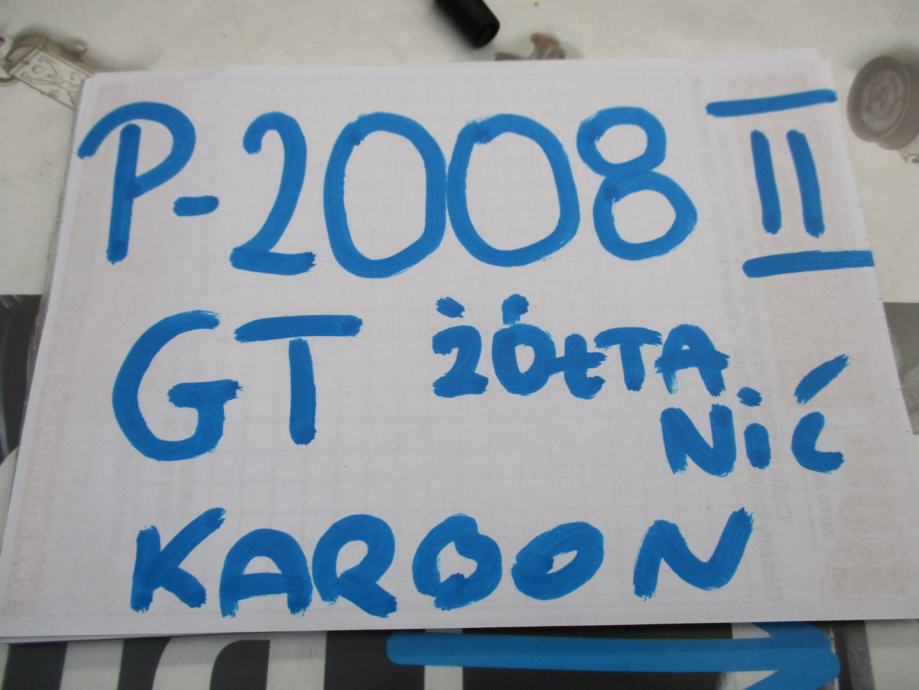 P-2008 II
GT ŻÓŁTA
NiĆ
KARBON